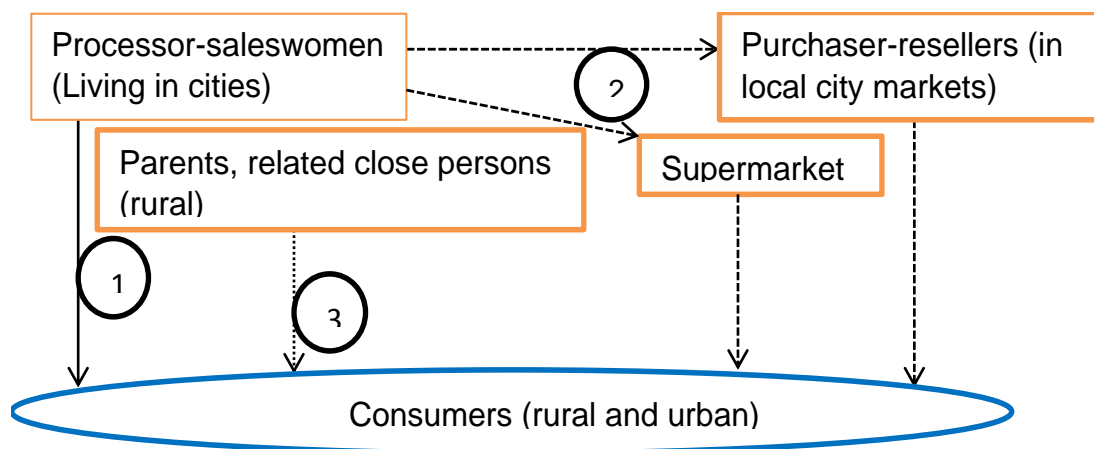 Processor-saleswomen
(Living in cities)
Purchaser-resellers (in
local city markets)
2
Parents, related close persons
(rural)
Supermarket
1
3
Consumers (rural and urban)